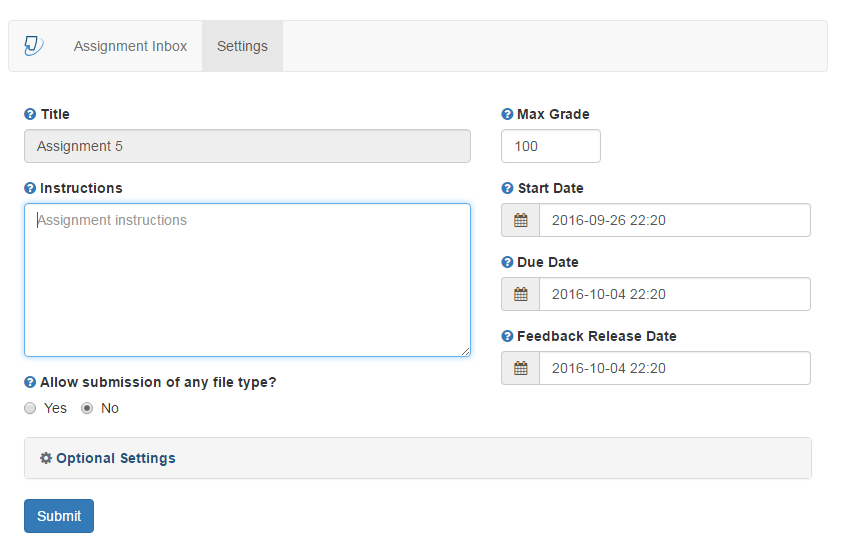 Assignment Inbox Settings
Title
Assignment 5
Instructions
Assignment instructions
Allow submission of any file type?
Yes No
Max Grade
100
Start Date
2016-09-26 22:20
Due Date
2016-10-04 22:20
Feedback Release Date
2016-10-04 22:20
Optional Settings
Submit